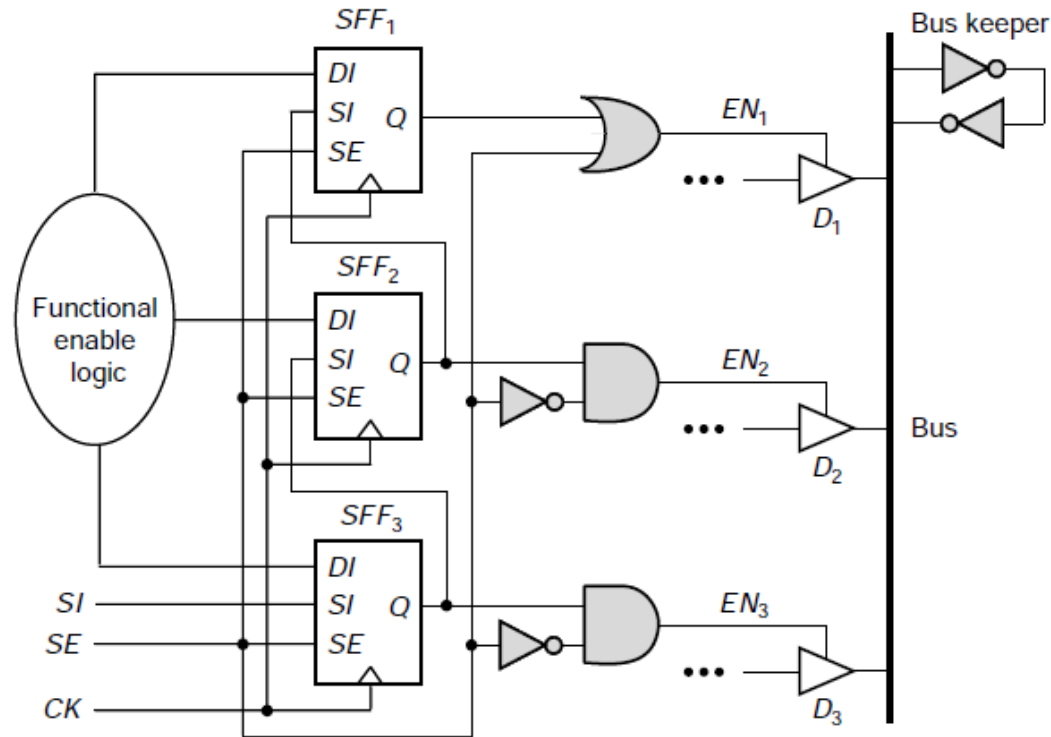 SFF1
Bus keeper
DI
SI
SE
Q
EN1
•••
D1
SFF2
Functional
enable
logic
DI
SI
SE
Q
EN2
•••
D2
Bus
SFF3
DI
SI
SE
Q
EN3
•••
D3
SI
SE
CK